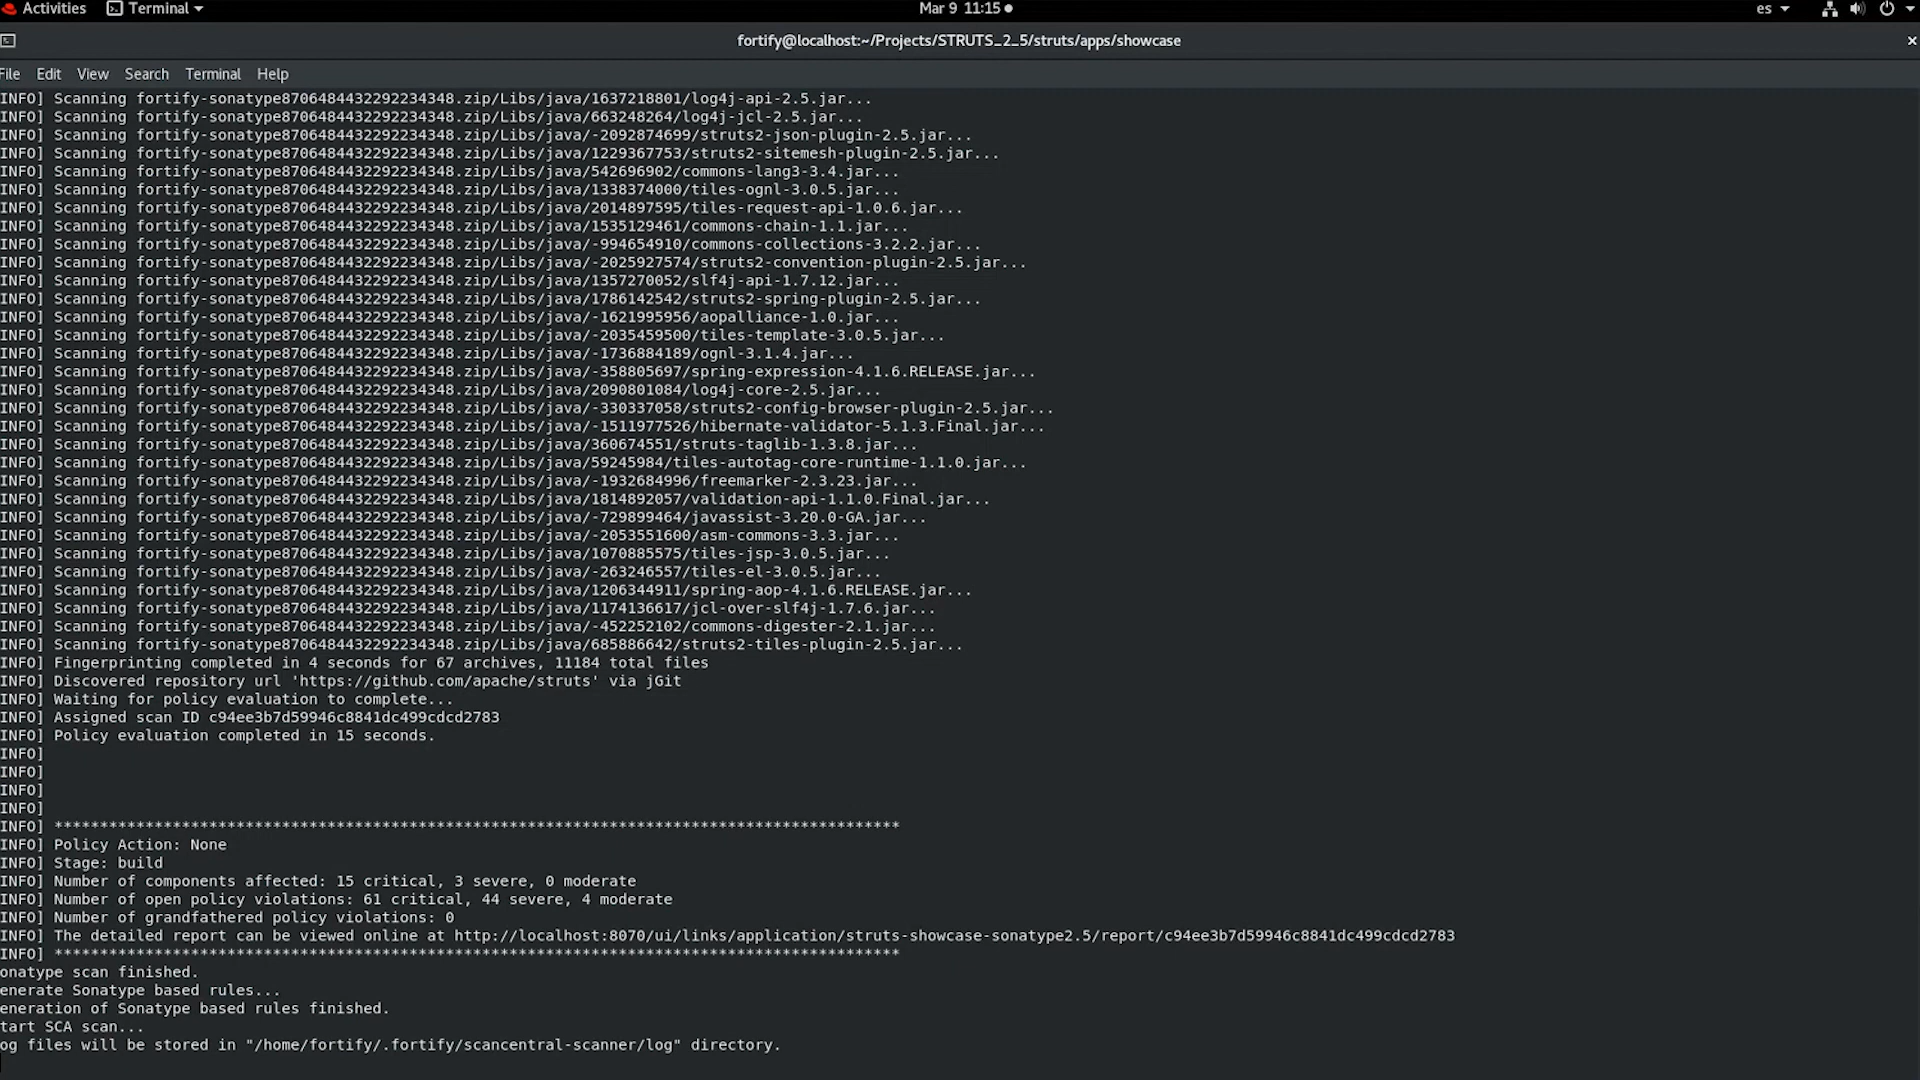 Activities
Terminal
Mar 9 11:15
es
fortify@localhost:~/Projects/STRUTS_2_5/struts/apps/showcase
File Edit View Search Terminal Help
INFO] Scanning fortify-sonatype8706484432292234348.zip/Libs/java/1637218801/log4j-api-2.5.jar...
INFO] Scanning fortify-sonatype8706484432292234348.zip/Libs/java/663248264/log4j-jcl-2.5.jar...
INFO] Scanning fortify-sonatype8706484432292234348.zip/Libs/java/-2092874699/struts2-json-plugin-2.5.jar...
INFO] Scanning fortify-sonatype8706484432292234348.zip/Libs/java/1229367753/struts2-sitemesh-plugin-2.5.jar...
INFO] Scanning fortify-sonatype8706484432292234348.zip/Libs/java/542696902/commons-lang3-3.4.jar...
INFO] Scanning fortify-sonatype8706484432292234348.zip/Libs/java/1338374000/tiles-ognl-3.0.5.jar...
INFO] Scanning fortify-sonatype8706484432292234348.zip/Libs/java/2014897595/tiles-request-api-1.0.6.jar...
INFO] Scanning fortify-sonatype8706484432292234348.zip/Libs/java/1535129461/commons-chain-1.1.jar...
INFO] Scanning fortify-sonatype8706484432292234348.zip/Libs/java/-994654910/commons-collections-3.2.2.jar...
INFO] Scanning fortify-sonatype8706484432292234348.zip/Libs/java/-2025927574/struts2-convention-plugin-2.5.jar...
INFO] Scanning fortify-sonatype8706484432292234348.zip/Libs/java/1357270052/slf4j-api-1.7.12.jar...
INFO] Scanning fortify-sonatype8706484432292234348.zip/Libs/java/1786142542/struts2-spring-plugin-2.5.jar...
INFO] Scanning fortify-sonatype8706484432292234348.zip/Libs/java/-1621995956/aopalliance-1.0.jar...
INFO] Scanning fortify-sonatype8706484432292234348.zip/Libs/java/-2035459500/tiles-template-3.0.5.jar...
INFO] Scanning fortify-sonatype8706484432292234348.zip/Libs/java/-1736884189/ognl-3.1.4.jar...
INFO] Scanning fortify-sonatype8706484432292234348.zip/Libs/java/-358805697/spring-expression-4.1.6.RELEASE.jar...
INFO] Scanning fortify-sonatype8706484432292234348.zip/Libs/java/2090801084/log4j-core-2.5.jar...
INFO] Scanning fortify-sonatype8706484432292234348.zip/Libs/java/-330337058/struts2-config-browser-plugin-2.5.jar...
INFO] Scanning fortify-sonatype8706484432292234348.zip/Libs/java/-1511977526/hibernate-validator-5.1.3.Final.jar...
INFO] Scanning fortify-sonatype8706484432292234348.zip/Libs/java/360674551/struts-taglib-1.3.8.jar...
INFO] Scanning fortify-sonatype8706484432292234348.zip/Libs/java/59245984/tiles-autotag-core-runtime-1.1.0.jar...
INFO] Scanning fortify-sonatype8706484432292234348.zip/Libs/java/-1932684996/freemarker-2.3.23.jar...
INFO] Scanning fortify-sonatype8706484432292234348.zip/Libs/java/1814892057/validation-api-1.1.0.Final.jar...
INFO] Scanning fortify-sonatype8706484432292234348.zip/Libs/java/-729899464/javassist-3.20.0-GA.jar...
INFO] Scanning fortify-sonatype8706484432292234348.zip/Libs/java/-2053551600/asm-commons-3.3.jar...
INFO] Scanning fortify-sonatype8706484432292234348.zip/Libs/java/1070885575/tiles-jsp-3.0.5.jar...
INFO] Scanning fortify-sonatype8706484432292234348.zip/Libs/java/-263246557/tiles-el-3.0.5.jar...
INFO] Scanning fortify-sonatype8706484432292234348.zip/Libs/java/1206344911/spring-aop-4.1.6.RELEASE.jar...
INFO] Scanning fortify-sonatype8706484432292234348.zip/Libs/java/1174136617/jcl-over-slf4j-1.7.6.jar...
INFO] Scanning fortify-sonatype8706484432292234348.zip/Libs/java/-452252102/commons-digester-2.1.jar...
INFO] Scanning fortify-sonatype8706484432292234348.zip/Libs/java/685886642/struts2-tiles-plugin-2.5.jar...
INFO] Fingerprinting completed in 4 seconds for 67 archives, 11184 total files
INFO] Discovered repository url 'https://github.com/apache/struts' via jGit
INFO] Waiting for policy evaluation to complete...
INFO] Assigned scan ID c94ee3b7d59946c8841dc499cdcd2783
INFO] Policy evaluation completed in 15 seconds.
INFO]
INFO]
INFO]
INFO]
INFO] *********************************************************************************************
INFO] Policy Action: None
INFO] Stage: build
INFO] Number of components affected: 15 critical, 3 severe, 0 moderate
INFO] Number of open policy violations: 61 critical, 44 severe, 4 moderate
INFO] Number of grandfathered policy violations: 0
INFO] The detailed report can be viewed online at http://localhost:8070/ui/links/application/struts-showcase-sonatype2.5/report/c94ee3b7d59946c8841dc499cdcd2783
INFO] *********************************************************************************************
onatype scan finished.
enerate Sonatype based rules...
eneration of Sonatype based rules finished.
tart SCA scan...
og files will be stored in "/home/fortify/.fortify/scancentral-scanner/log" directory.